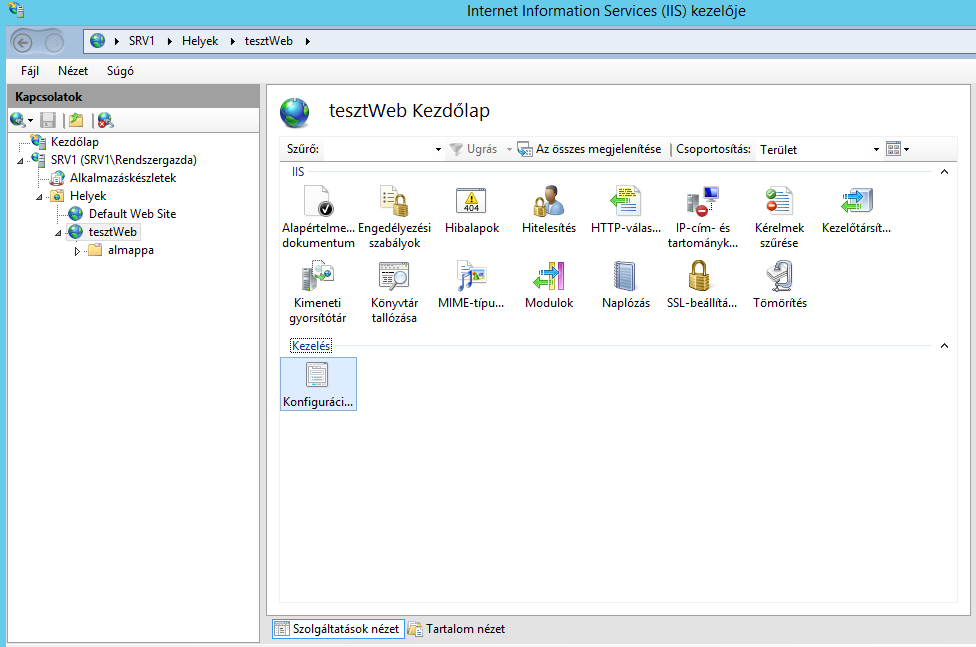 Internet Information Services (IIS) kezelője
SRV1 Helyek tesztWeb
Fájl Nézet Súgó
Kapcsolatok
Kezdőlap
SRV1 (SRV1\Rendszergazda)
Alkalmazáskészletek
Helyek
Default Web Site
tesztWeb
almappa
tesztWeb Kezdőlap
Szűrő: Ugrás Az összes megjelenítése Csoportosítás: Terület
IIS
Alapértelme... Engedélyezési Hibalapok Hitelesítés HTTP-válas... IP-cím- és Kérelmek Kezelőtársít...
dokumentum szabályok tartományk... szűrése
Kimeneti Könyvtár MIME-típu... Modulok Naplózás SSL-beállítá... Tömörítés
gyorsítótár tallózása
Kezelés
Konfiguráci...
Szolgáltatások nézet Tartalom nézet